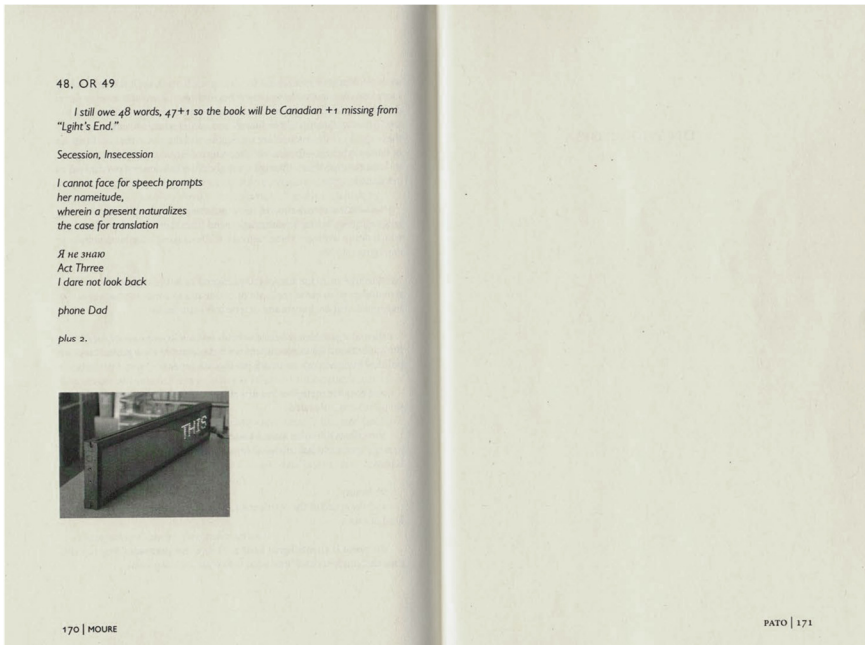 48, OR 49
I still owe 48 words, 47+1 so the book will be Canadian +1 missing from
"Lgiht's End."
Secession, Insecession
I cannot face for speech prompts
her nameitude,
wherein a present naturalizes
the case for translation
Я не знаю
Act Thrree
I dare not look back
phone Dad
plus 2.
THIS
170 | MOURE
PATO | 171